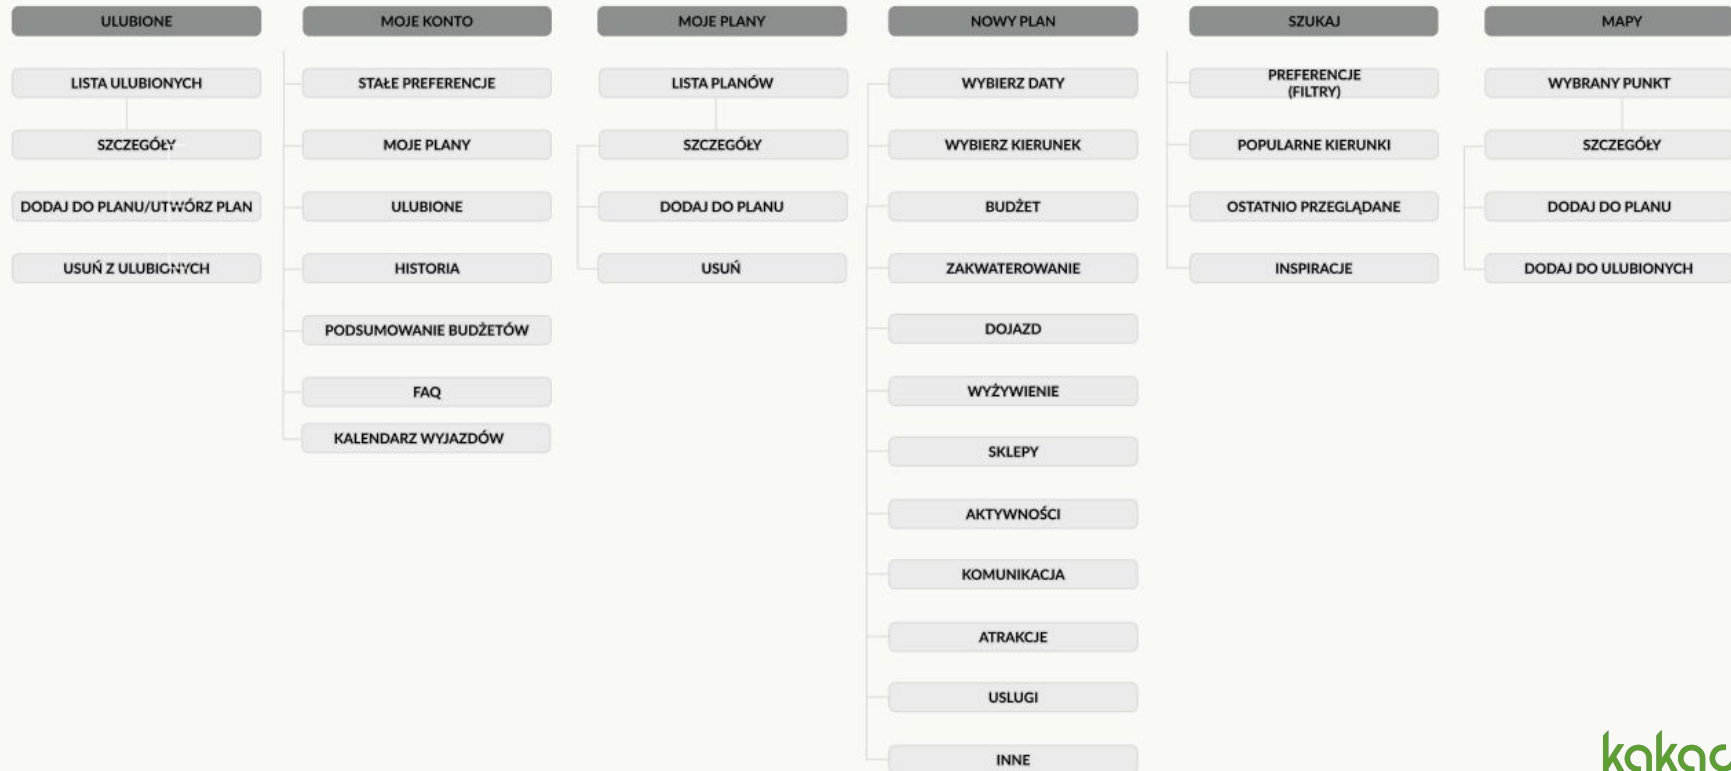 ULUBIONE
LISTA ULUBIONYCH
SZCZEGÓŁY
DODAJ DO PLANU/UTWÓRZ PLAN
USUŃ Z ULUBIONYCH
MOJE KONTO
STAŁE PREFERENCJE
MOJE PLANY
ULUBIONE
HISTORIA
PODSUMOWANIE BUDŻETÓW
FAQ
KALENDARZ WYJAZDÓW
MOJE PLANY
LISTA PLANÓW
SZCZEGÓŁY
DODAJ DO PLANU
USUŃ
NOWY PLAN
WYBIERZ DATY
WYBIERZ KIERUNEK
BUDŻET
ZAKWATEROWANIE
DOJAZD
WYŻYWIENIE
SKLEPY
AKTYWNOŚCI
KOMUNIKACJA
ATRAKCJE
USLUGI
INNE
SZUKAJ
PREFERENCJE
(FILTRY)
POPULARNE KIERUNKI
OSTATNIO PRZEGLĄDANE
INSPIRACJE
MAPY
WYBRANY PUNKT
SZCZEGÓŁY
DODAJ DO PLANU
DODAJ DO ULUBIONYCH